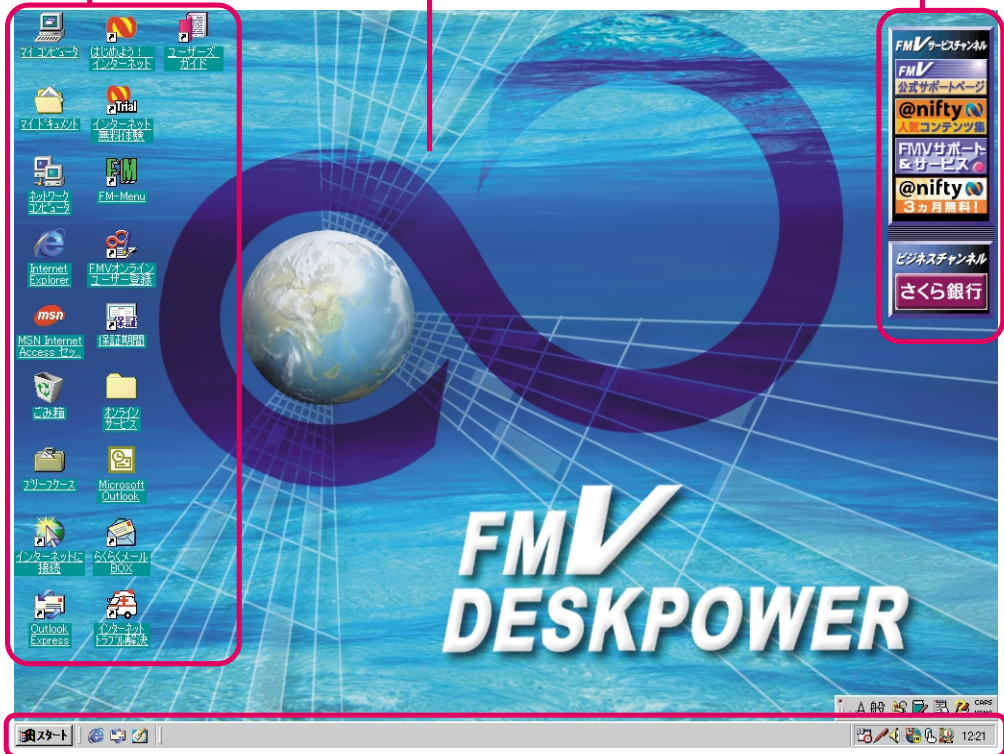 マイ コンピュータ
はじめよう！
インターネット
ユーザーズ
ガイド
マイ ドキュメント
Trial
インターネット
無料体験
ネットワーク
コンピュータ
FM
FM-Menu
Internet
Explorer
FMVオンライン
ユーザー登録
msn
MSN Internet
Access セッ...
保証
保証期間
ごみ箱
オンライン
サービス
ブリーフケース
Microsoft
Outlook
インターネットに
接続
らくらくメール
BOX
Outlook
Express
インターネット
トラブル解決
FMV
DESKPOWER
FMV サービスチャンネル
FMV
公式サポートページ
@nifty
人気コンテンツ集
FMVサポート
&サービス
@nifty
3ヵ月無料！
ビジネスチャンネル
さくら銀行
A 般 CAPS
スタート
12:21